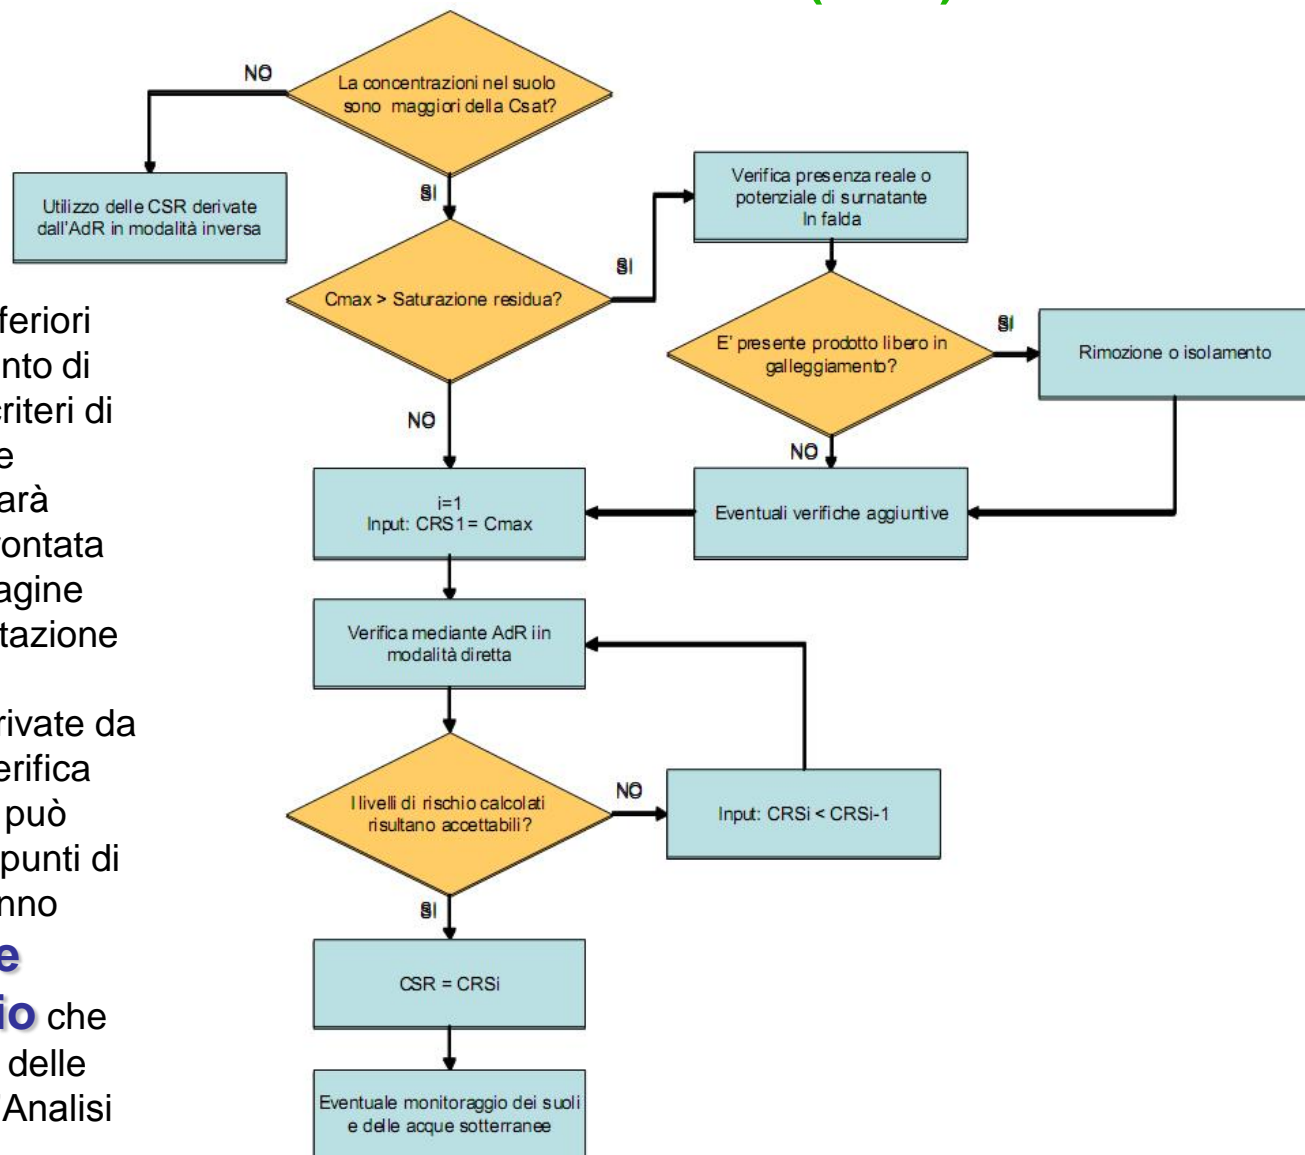 NO
La concentrazioni nel suolo
sono maggiori della Csat?
Utilizzo delle CSR derivate
dall'AdR in modalità inversa
SI
Verifica presenza reale o
potenziale di surnatante
In falda
Cmax > Saturazione residua?
SI
E' presente prodotto libero in
galleggiamento?
SI
Rimozione o isolamento
NO
NO
i=1
Input: CRS1 = Cmax
Eventuali verifiche aggiuntive
Verifica mediante AdR iin
modalità diretta
I livelli di rischio calcolati
risultano accettabili?
NO
Input: CRSi < CRSi-1
SI
CSR = CRSi
Eventuale monitoraggio dei suoli
e delle acque sotterranee
feriori
nto di
criteri di
e
arà
ontata
agine
tazione
rivate da
erifica
può
punti di
nno
e
io che
delle
'Analisi